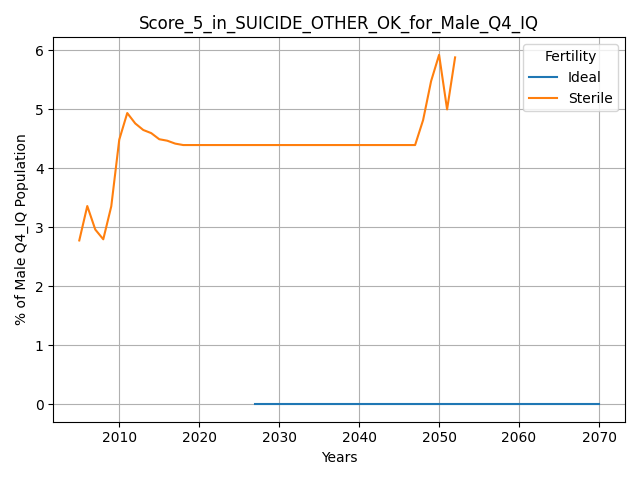 Score_5_in_SUICIDE_OTHER_OK_for_Male_Q4_IQ
% of Male Q4_IQ Population
6
5
4
3
2
1
0
Fertility
Ideal
Sterile
2010 2020 2030 2040 2050 2060 2070
Years